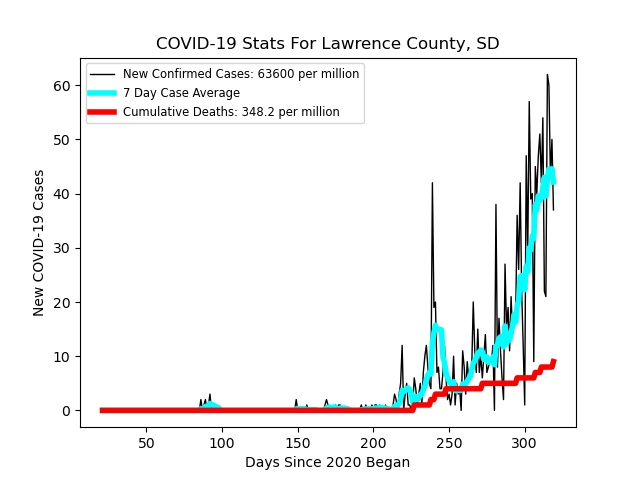 COVID-19 Stats For Lawrence County, SD
New Confirmed Cases: 63600 per million
7 Day Case Average
Cumulative Deaths: 348.2 per million
New COVID-19 Cases
60
50
40
30
20
10
0
50 100 150 200 250 300
Days Since 2020 Began